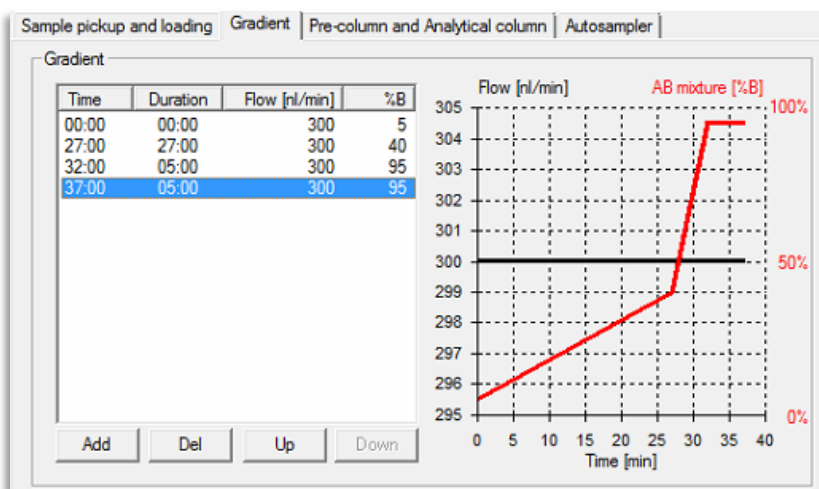 Sample pickup and loading Gradient Pre-column and Analytical column Autosampler
Gradient
Time Duration Flow [nl/min] %B
00:00 00:00 300 5
27:00 27:00 300 40
32:00 05:00 300 95
37:00 05:00 300 95
Add Del Up Down
Flow [nl/min] AB mixture [%B]
305 100%
304
303
302
301
300 50%
299
298
297
296
295 0%
0 5 10 15 20 25 30 35 40
Time [min]